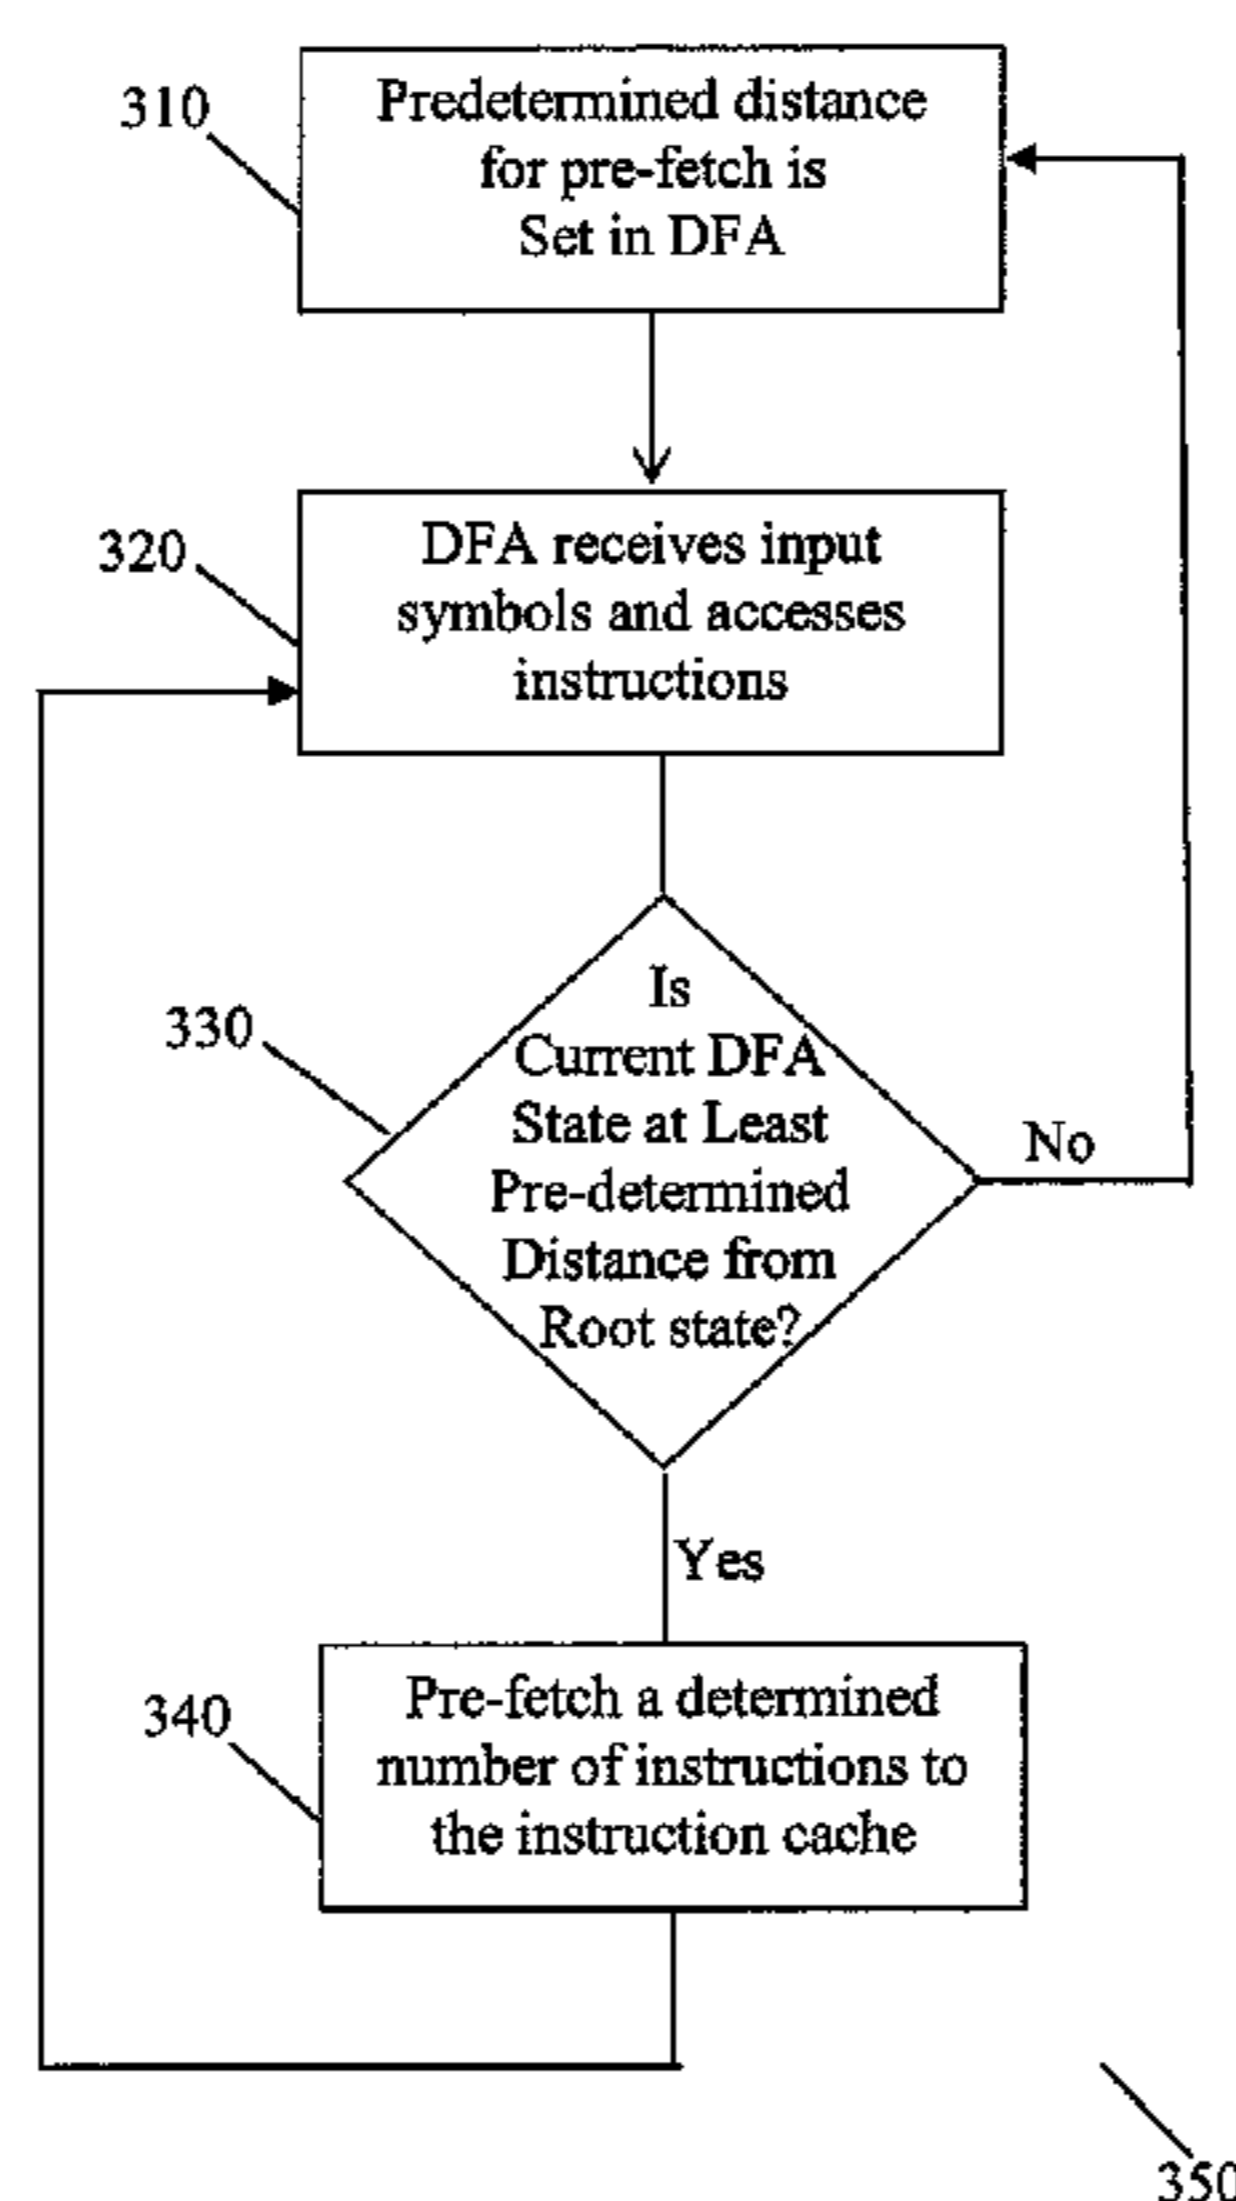 310
Predetermined distance
for pre-fetch is
Set in DFA
320
DFA receives input
symbols and accesses
instructions
330
Is
Current DFA
State at Least
Pre-determined
Distance from
Root state?
No
Yes
340
Pre-fetch a determined
number of instructions to
the instruction cache
350